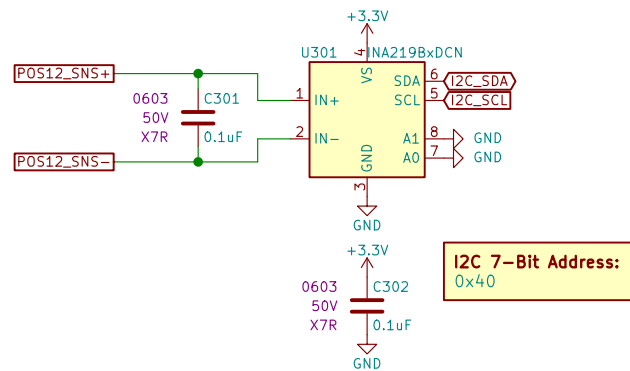 +3.3V
U301
INA219BxDCN
4
VS
POS12_SNS+
SDA
6
I2C_SDA
0603
C301
1
IN+
SCL
5
I2C_SCL
50V
X7R
0.1uF
2
IN-
A1
8
GND
POS12_SNS-
GND
A0
7
GND
3
GND
+3.3V
I2C 7-Bit Address:
0x40
0603
C302
50V
X7R
0.1uF
GND